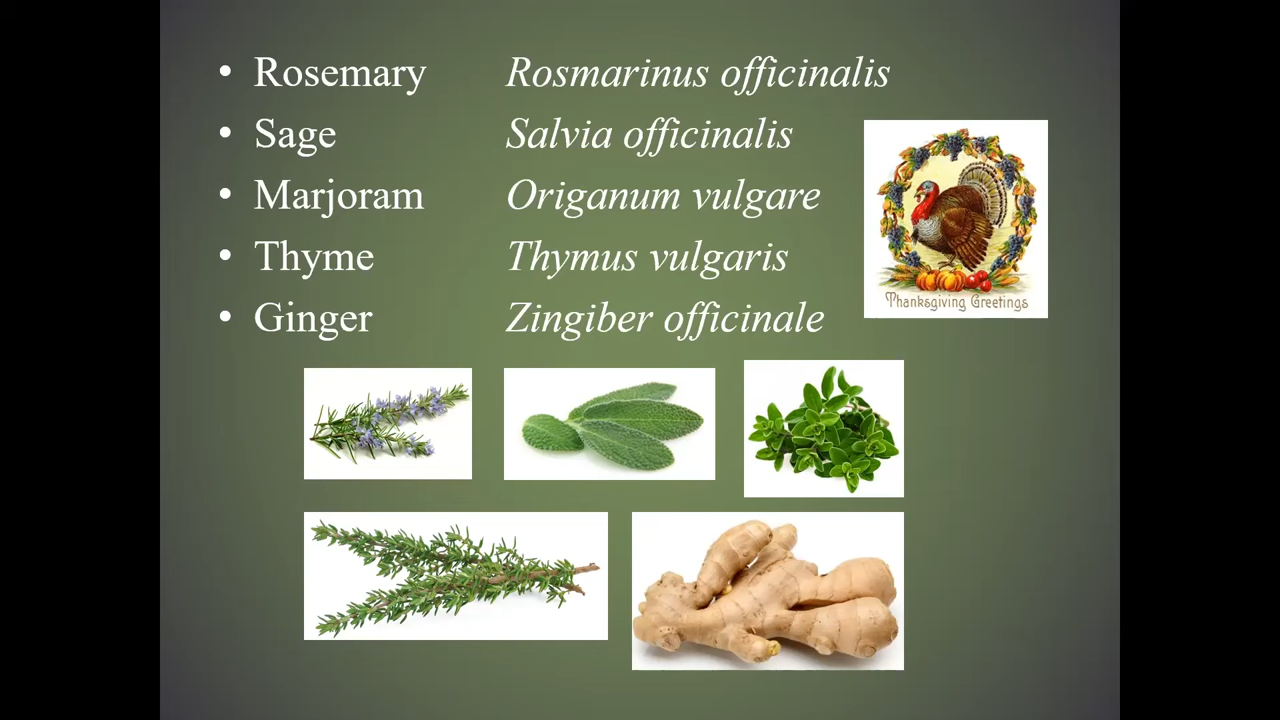 • Rosemary Rosmarinus officinalis
• Sage Salvia officinalis
• Marjoram Origanum vulgare
• Thyme Thymus vulgaris
• Ginger Zingiber officinale
Thanksgiving Greetings